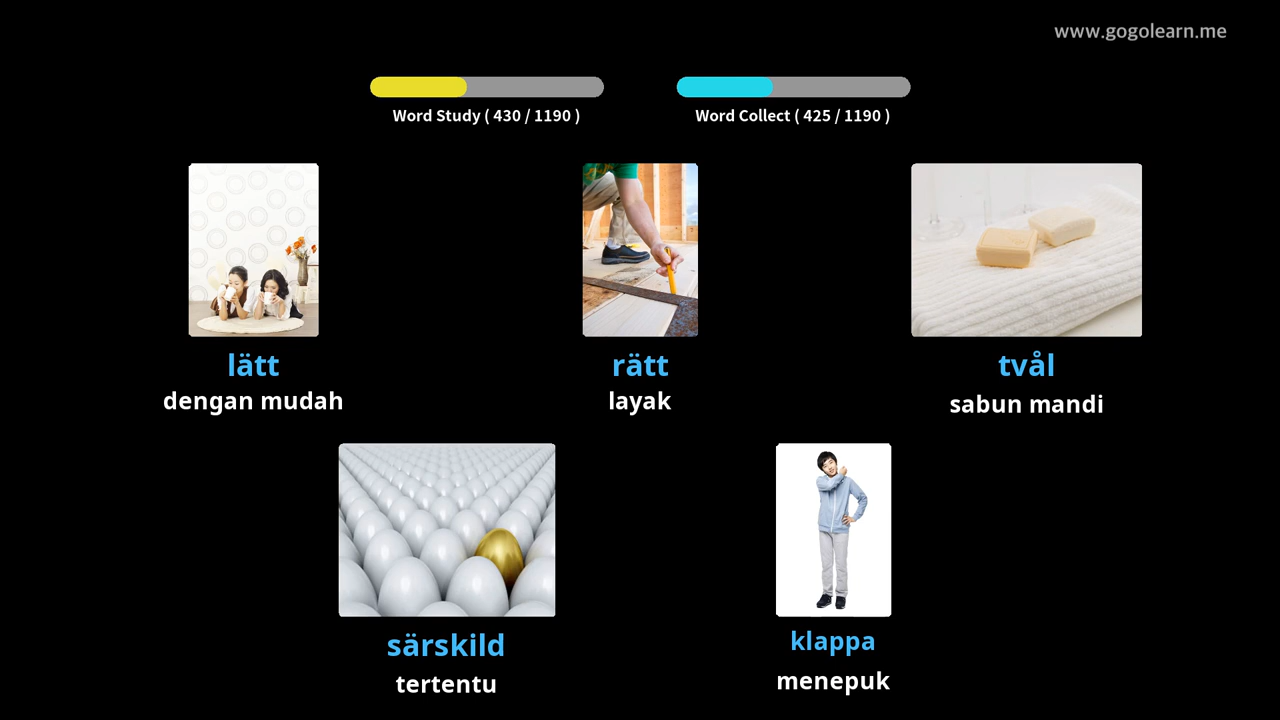 www.gogolearn.me
Word Study ( 430 / 1190 )
Word Collect ( 425 / 1190 )
lätt
dengan mudah
rätt
layak
tvål
sabun mandi
särskild
tertentu
klappa
menepuk